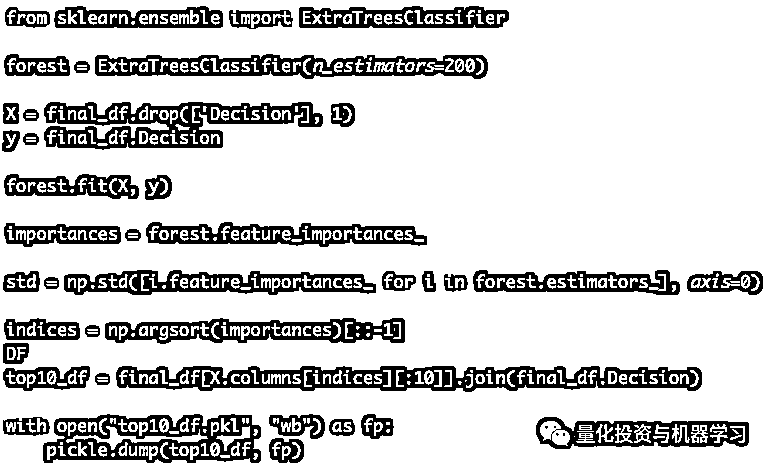 from sklearn.ensemble import ExtraTreesClassifier
forest = ExtraTreesClassifier(n_estimators=200)
X = final_df.drop(['Decision'], 1)
y = final_df.Decision
forest.fit(X, y)
importances = forest.feature_importances_
std = np.std([i.feature_importances_ for i in forest.estimators_], axis=0)
indices = np.argsort(importances)[::-1]
DF
top10_df = final_df[X.columns[indices][:10]].join(final_df.Decision)
with open("top10_df.pkl", "wb") as fp:
    pickle.dump(top10_df, fp)
量化投资与机器学习